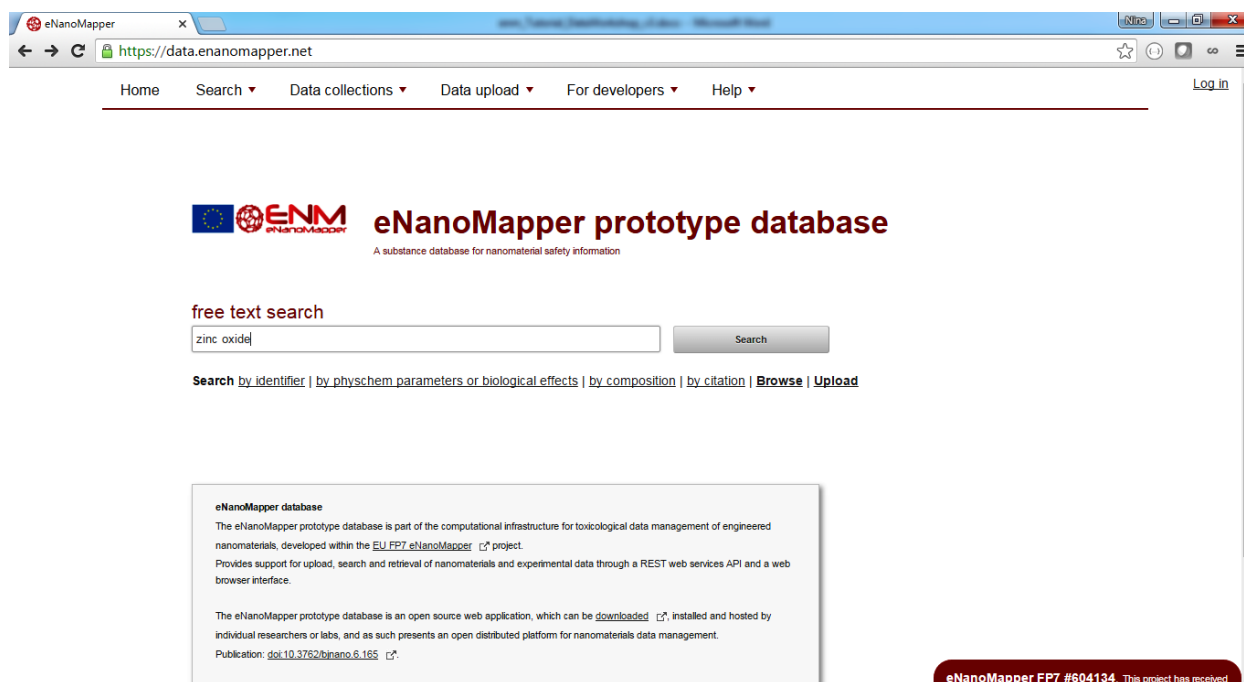 eNanoMapper
Nina
https://data.enanomapper.net
Home Search Data collections Data upload For developers Help
Log in
ENM
eNanoMapper
eNanoMapper prototype database
A substance database for nanomaterial safety information
free text search
zinc oxide
Search
Search by identifier | by physchem parameters or biological effects | by composition | by citation | Browse | Upload
eNanoMapper database
The eNanoMapper prototype database is part of the computational infrastructure for toxicological data management of engineered
nanomaterials, developed within the EU FP7 eNanoMapper project.
Provides support for upload, search and retrieval of nanomaterials and experimental data through a REST web services API and a web
browser interface.
The eNanoMapper prototype database is an open source web application, which can be downloaded , installed and hosted by
individual researchers or labs, and as such presents an open distributed platform for nanomaterials data management.
Publication: doi:10.3762/bjnano.6.165 .
eNanoMapper FP7 #604134. This project has received